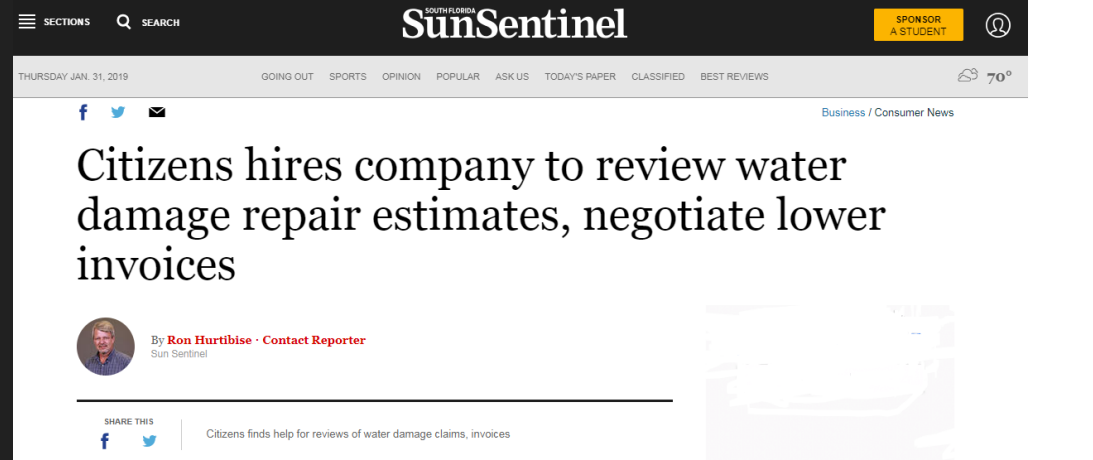 SECTIONS
SEARCH
SOUTH FLORIDA
SunSentinel
SPONSOR
A STUDENT
THURSDAY JAN. 31, 2019
GOING OUT SPORTS OPINION POPULAR ASK US TODAY'S PAPER CLASSIFIED BEST REVIEWS
70°
Business / Consumer News
Citizens hires company to review water
damage repair estimates, negotiate lower
invoices
By Ron Hurtibise · Contact Reporter
Sun Sentinel
SHARE THIS
Citizens finds help for reviews of water damage claims, invoices